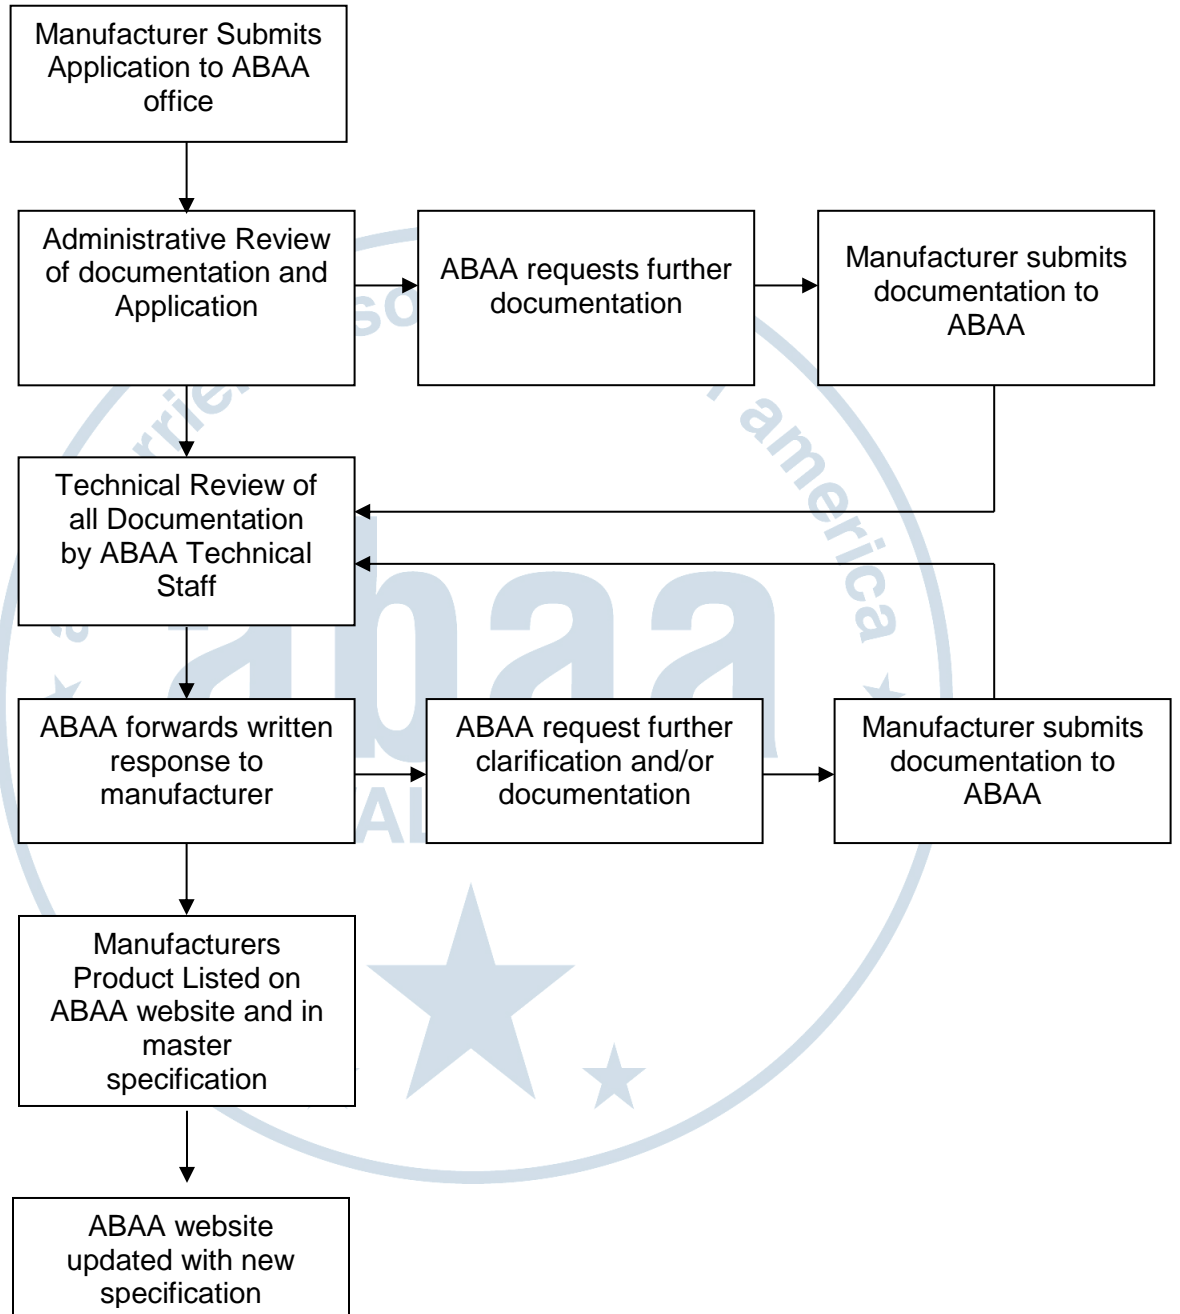 Manufacturer Submits
Application to ABAA
office
Administrative Review
of documentation and
Application
ABAA requests further
documentation
Manufacturer submits
documentation to
ABAA
Technical Review of
all Documentation
by ABAA Technical
Staff
ABAA forwards written
response to
manufacturer
ABAA request further
clarification and/or
documentation
Manufacturer submits
documentation to
ABAA
Manufacturers
Product Listed on
ABAA website and in
master
specification
ABAA website
updated with new
specification
abaa
america